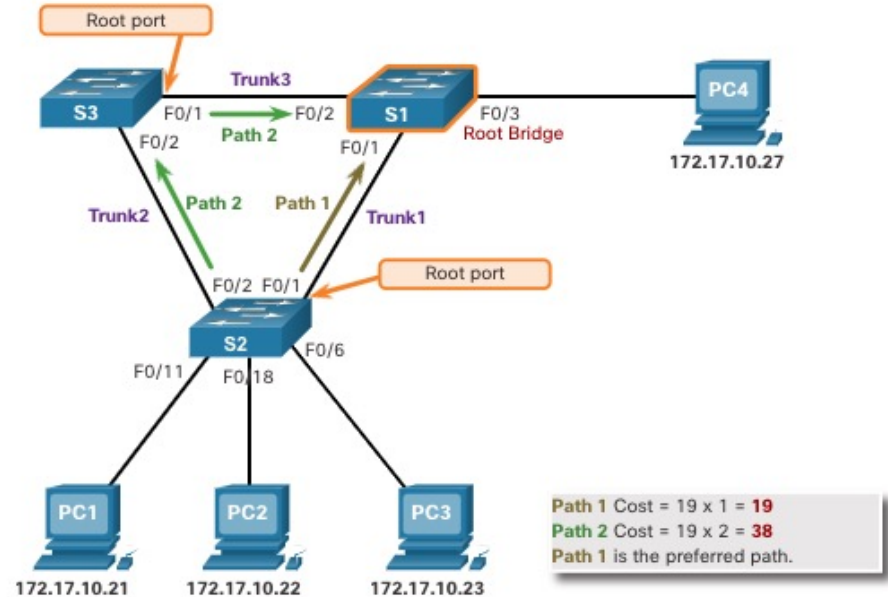 Root port
Trunk3
S3
S1
PC4
F0/1
F0/2
F0/3
Path 2
Root Bridge
F0/2
F0/1
172.17.10.27
Path 2
Path 1
Trunk2
Trunk1
Root port
F0/2
F0/1
S2
F0/6
F0/11
F0/18
PC1
PC2
PC3
Path 1 Cost = 19 x 1 = 19
Path 2 Cost = 19 x 2 = 38
Path 1 is the preferred path.
172.17.10.21
172.17.10.22
172.17.10.23